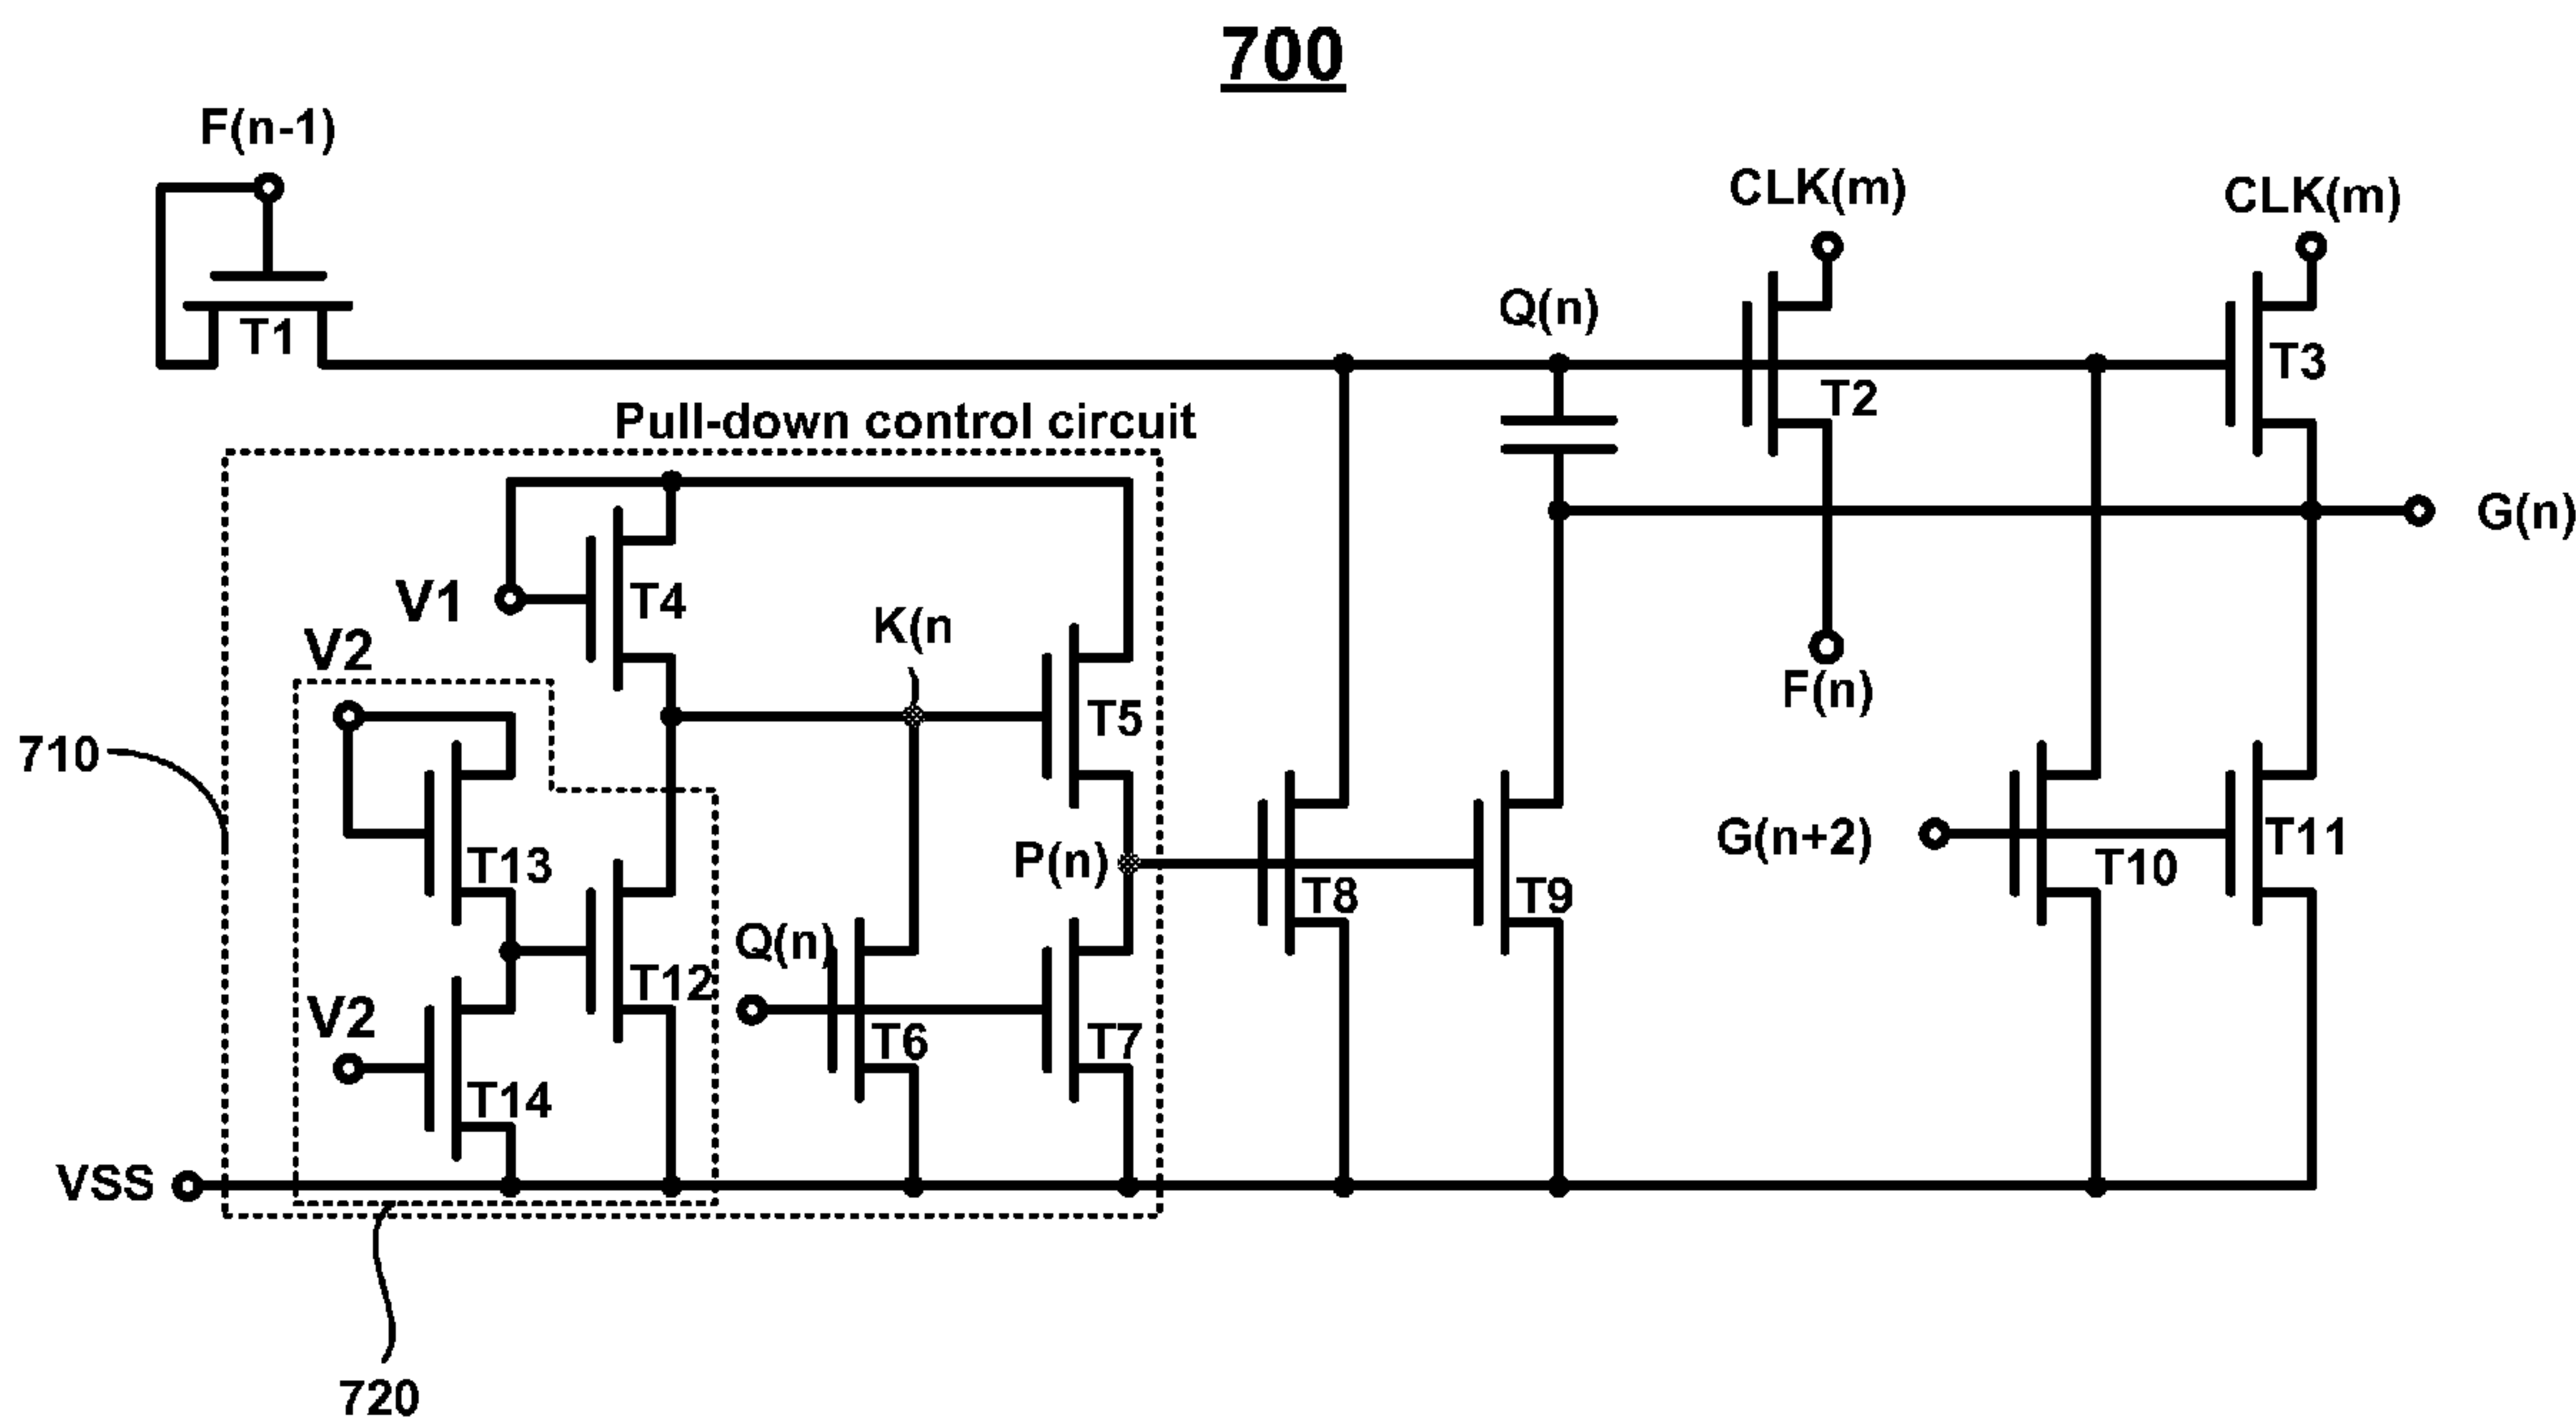 700
F(n-1)
CLK(m)
CLK(m)
Q(n)
T1
T3
T2
Pull-down control circuit
G(n)
V1
T4
K(n
V2
F(n)
T5
710
G(n+2)
T11
P(n)
T13
T10
T8
T9
Q(n)
T12
V2
T6
T7
T14
VSS
720